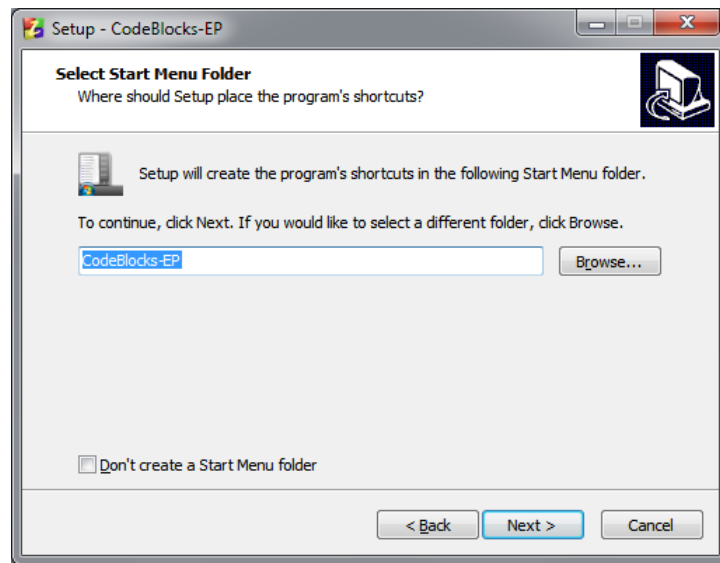 Setup - CodeBlocks-EP
Select Start Menu Folder
Where should Setup place the program's shortcuts?
Setup will create the program's shortcuts in the following Start Menu folder.
To continue, click Next. If you would like to select a different folder, click Browse.
CodeBlocks-EP
Browse...
Don't create a Start Menu folder
< Back
Next >
Cancel